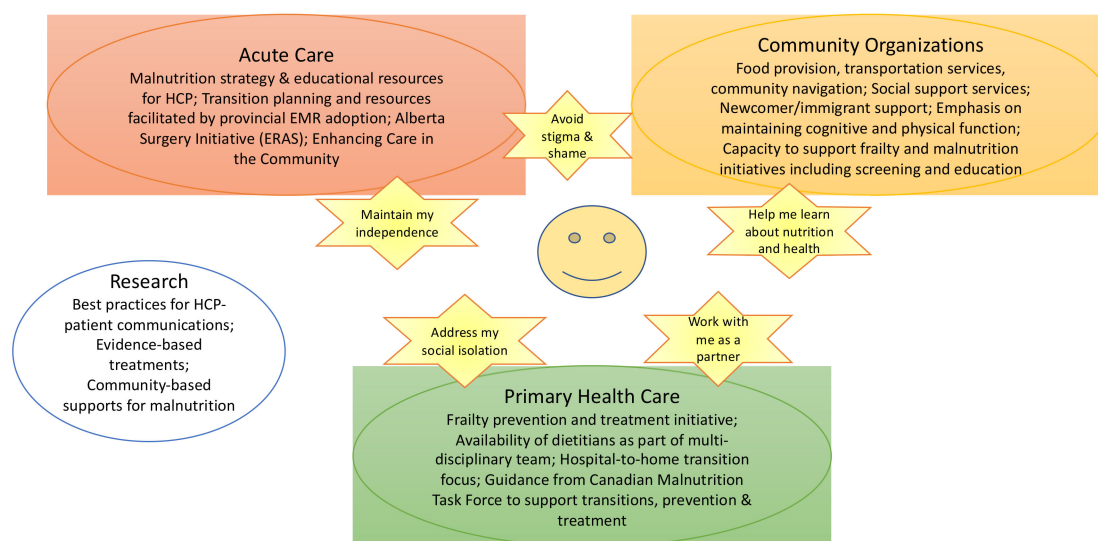 Acute Care
Malnutrition strategy & educational resources
for HCP; Transition planning and resources
facilitated by provincial EMR adoption; Alberta
Surgery Initiative (ERAS); Enhancing Care in
the Community
Community Organizations
Food provision, transportation services,
community navigation; Social support services;
Newcomer/immigrant support; Emphasis on
maintaining cognitive and physical function;
Capacity to support frailty and malnutrition
initiatives including screening and education
Avoid
stigma &
shame
Maintain my
independence
Help me learn
about nutrition
and health
Research
Best practices for HCP-
patient communications;
Evidence-based
treatments;
Community-based
supports for malnutrition
Address my
social isolation
Work with
me as a
partner
Primary Health Care
Frailty prevention and treatment initiative;
Availability of dietitians as part of multi-
disciplinary team; Hospital-to-home transition
focus; Guidance from Canadian Malnutrition
Task Force to support transitions, prevention &
treatment